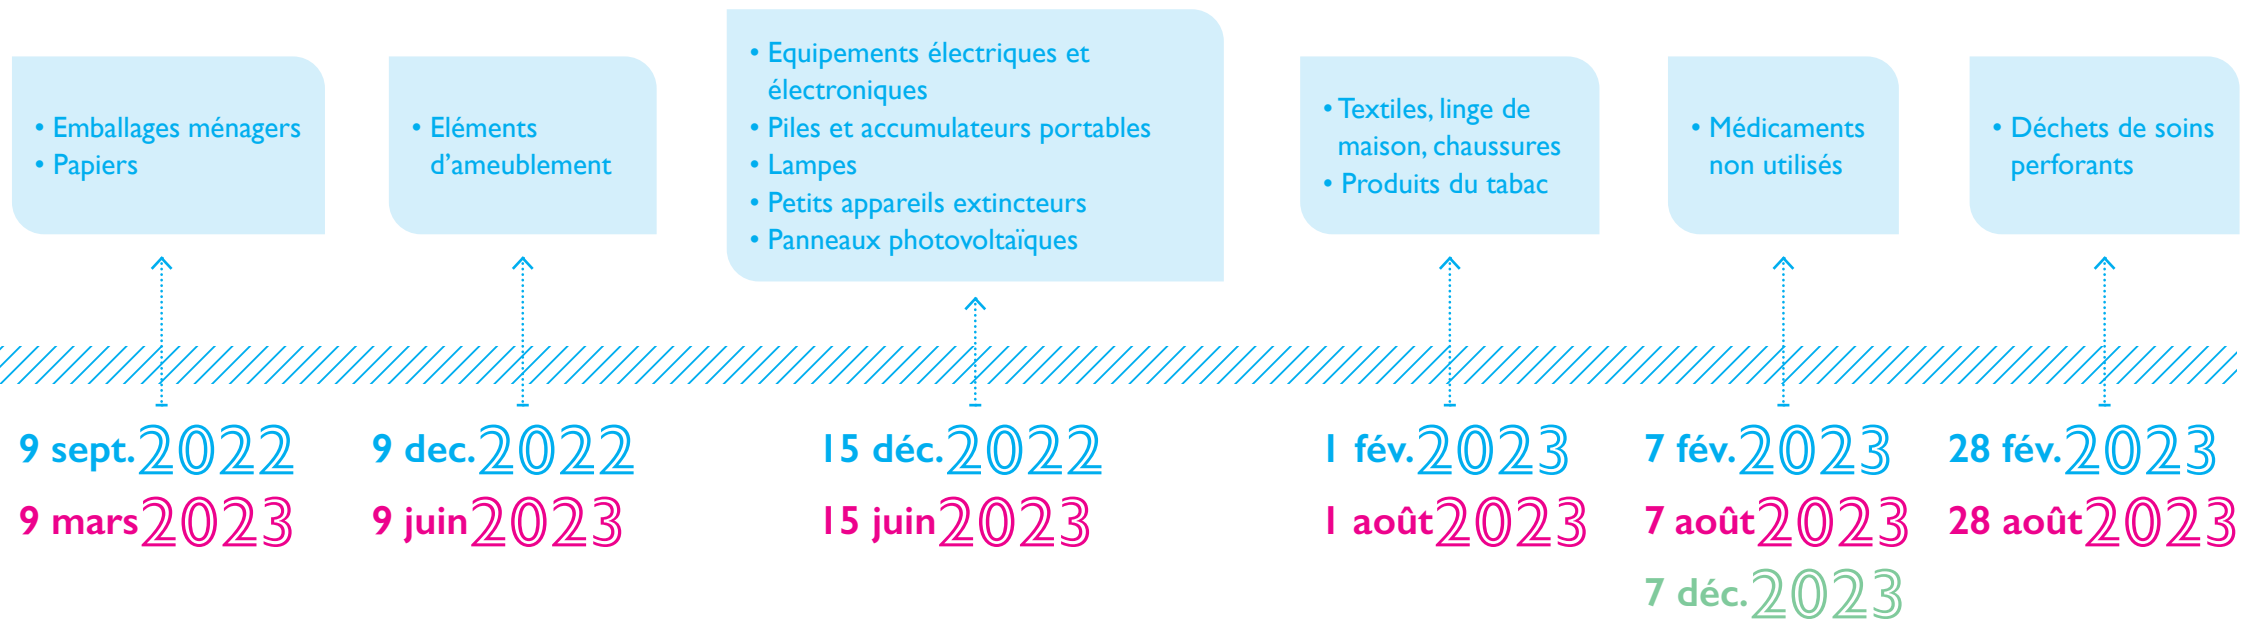 • Emballages ménagers
• Papiers
• Eléments
d’ameublement
• Equipements électriques et
électroniques
• Piles et accumulateurs portables
• Lampes
• Petits appareils extincteurs
• Panneaux photovoltaïques
• Textiles, linge de
maison, chaussures
• Produits du tabac
• Médicaments
non utilisés
• Déchets de soins
perforants
9 sept. 2022
9 mars 2023
9 dec. 2022
9 juin 2023
15 déc. 2022
15 juin 2023
1 fév. 2023
1 août 2023
7 fév. 2023
7 août 2023
7 déc. 2023
28 fév. 2023
28 août 2023